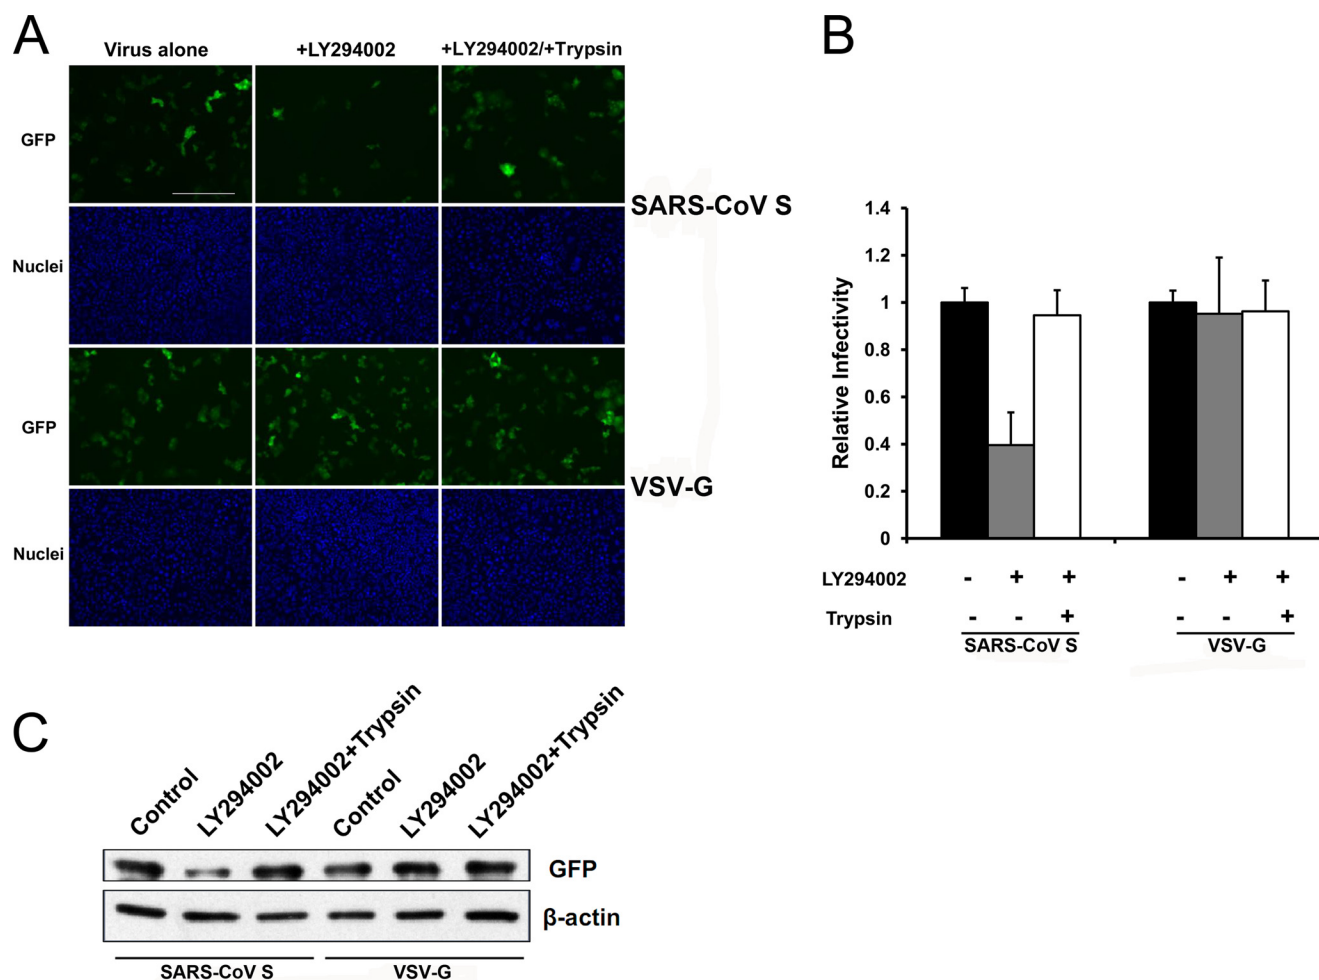 A
Virus alone
+LY294002
+LY294002/+Trypsin
GFP
Nuclei
SARS-CoV S
GFP
Nuclei
VSV-G
B
Relative Infectivity
1.4
1.2
1
0.8
0.6
0.4
0.2
0
LY294002 - + + - + +
Trypsin - - + - - +
SARS-CoV S VSV-G
C
Control LY294002 LY294002+Trypsin Control LY294002 LY294002+Trypsin
GFP
β-actin
SARS-CoV S VSV-G